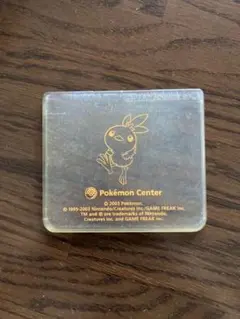 Pokémon Center
© 2003 Pokémon.
© 1995-2003 Nintendo/Creatures Inc./GAME FREAK Inc.
TM and ® are trademarks of Nintendo,
Creatures Inc. and GAME FREAK Inc.